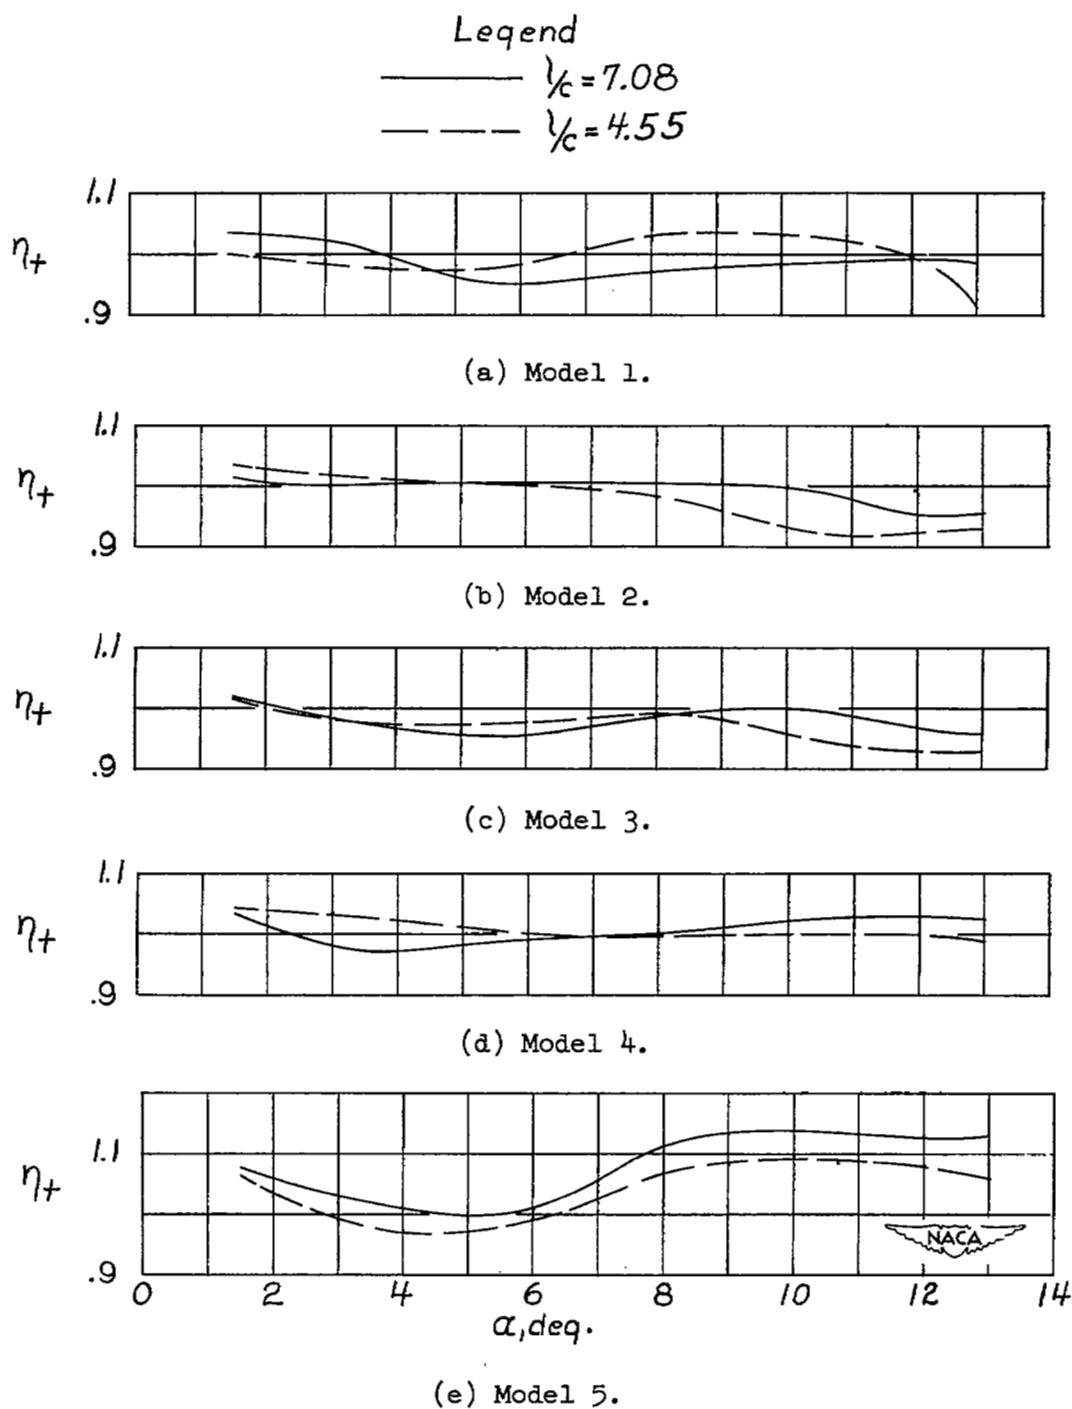 Legend
l/c = 7.08
l/c = 4.55
1.1
η+
.9
(a) Model 1.
1.1
η+
.9
(b) Model 2.
1.1
η+
.9
(c) Model 3.
1.1
η+
.9
(d) Model 4.
1.1
η+
.9
NACA
0 2 4 6 8 10 12 14
α, deg.
(e) Model 5.